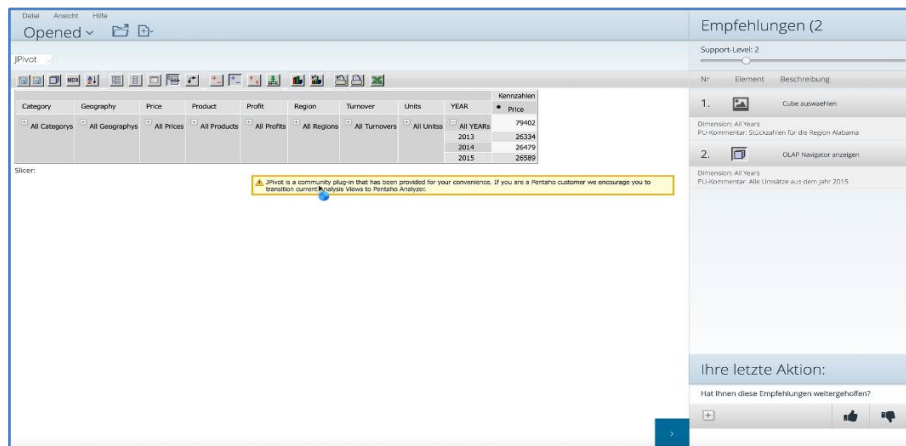 Datei Ansicht Hilfe
Opened
JPivot
MDX
Kennzahlen
Category Geography Price Product Profit Region Turnover Units YEAR Price
All Categorys All Geographys All Prices All Products All Profits All Regions All Turnovers All Unitss All YEARs 79402
2013 26334
2014 26479
2015 26589
Slicer:
JPivot is a community plug-in that has been provided for your convenience. If you are a Pentaho customer we encourage you to
transition current Analysis Views to Pentaho Analyzer.
Empfehlungen (2
Support-Level: 2
Nr Element Beschreibung
1. Cube auswaehlen
Dimension: All Years
PU-Kommentar: Stückzahlen für die Region Alabama
2. OLAP Navigator anzeigen
Dimension: All Years
PU-Kommentar: Alle Umsätze aus dem Jahr 2015
Ihre letzte Aktion:
Hat Ihnen diese Empfehlungen weitergeholfen?